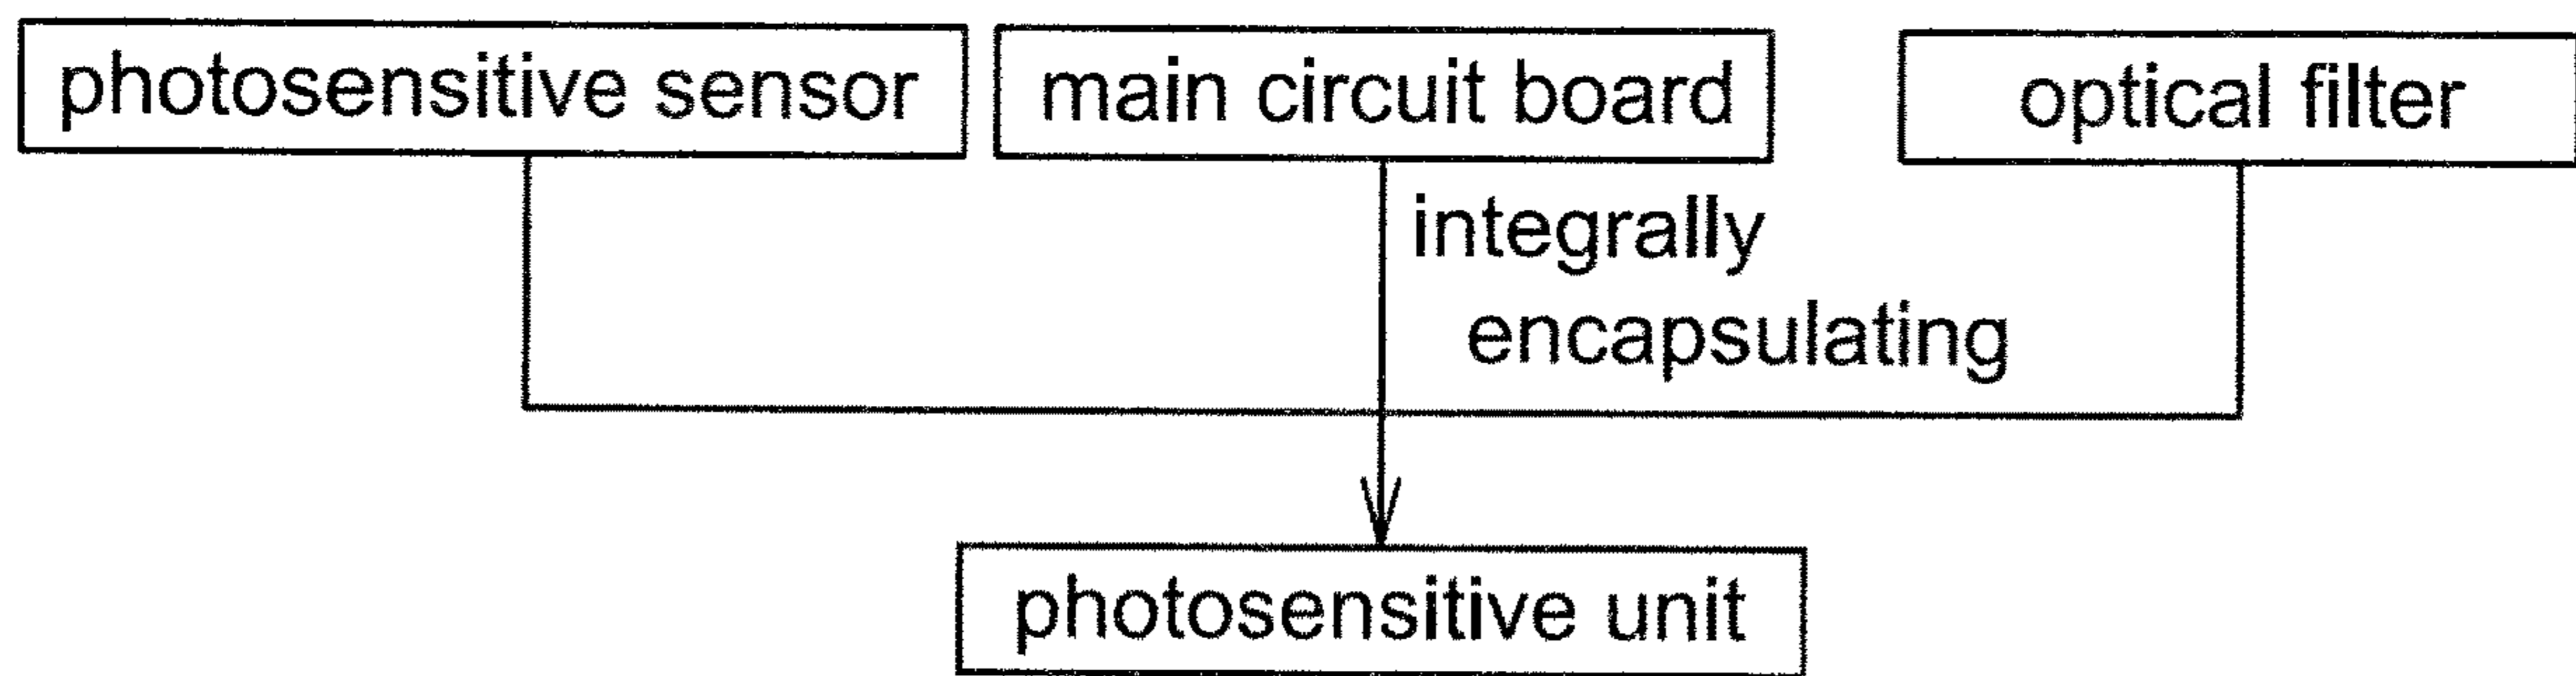 photosensitive sensor
main circuit board
optical filter
integrally
encapsulating
photosensitive unit